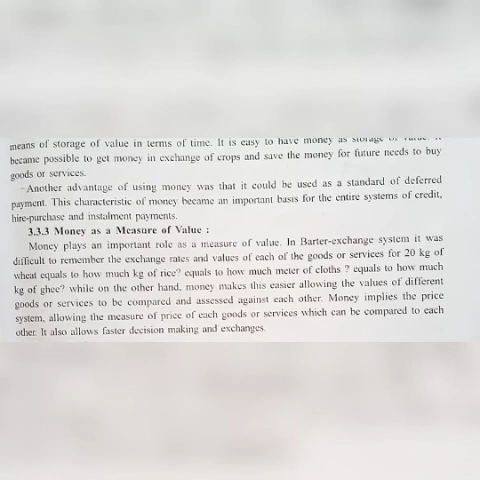 means of storage of value in terms of time. It is easy to have money as storage of value. It
became possible to get money in exchange of crops and save the money for future needs to buy
goods or services.
Another advantage of using money was that it could be used as a standard of deferred
payment. This characteristic of money became an important basis for the entire systems of credit,
hire-purchase and instalment payments.
3.3.3 Money as a Measure of Value :
Money plays an important role as a measure of value. In Barter-exchange system it was
difficult to remember the exchange rates and values of each of the goods or services for 20 kg of
wheat equals to how much kg of rice? equals to how much meter of cloths ? equals to how much
kg of ghee? while on the other hand, money makes this easier allowing the values of different
goods or services to be compared and assessed against each other. Money implies the price
system, allowing the measure of price of each goods or services which can be compared to each
other. It also allows faster decision making and exchanges.